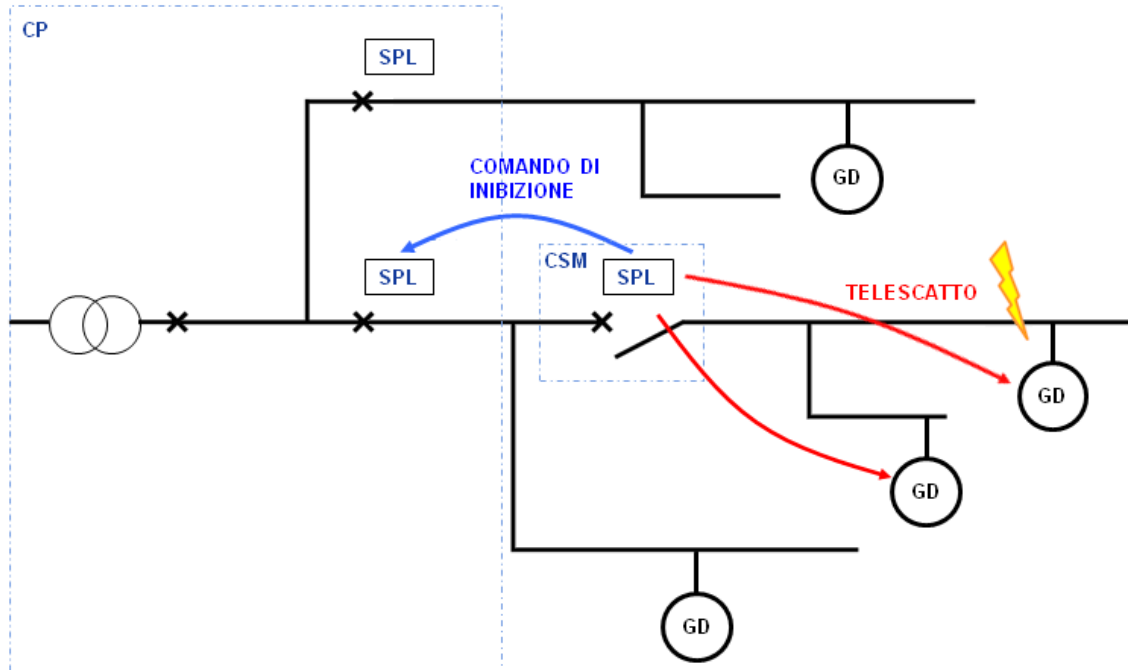 CP
SPL
GD
COMANDO DI
INIBIZIONE
SPL
CSM
SPL
TELESCATTO
GD
GD
GD